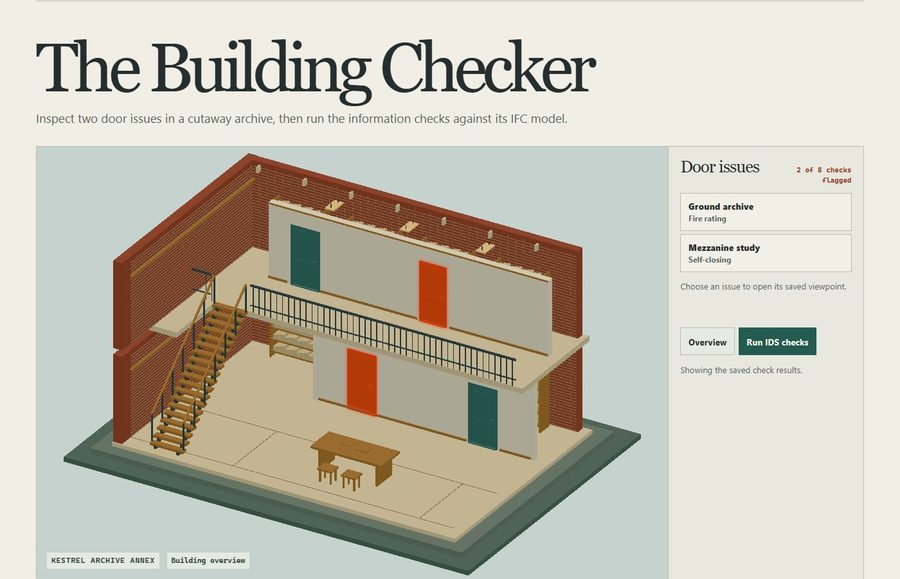 The Building Checker
Inspect two door issues in a cutaway archive, then run the information checks against its IFC model.
Door issues
2 of 8 checks
flagged
Ground archive
Fire rating
Mezzanine study
Self-closing
Choose an issue to open its saved viewpoint.
Overview
Run IDS checks
Showing the saved check results.
KESTREL ARCHIVE ANNEX
Building overview